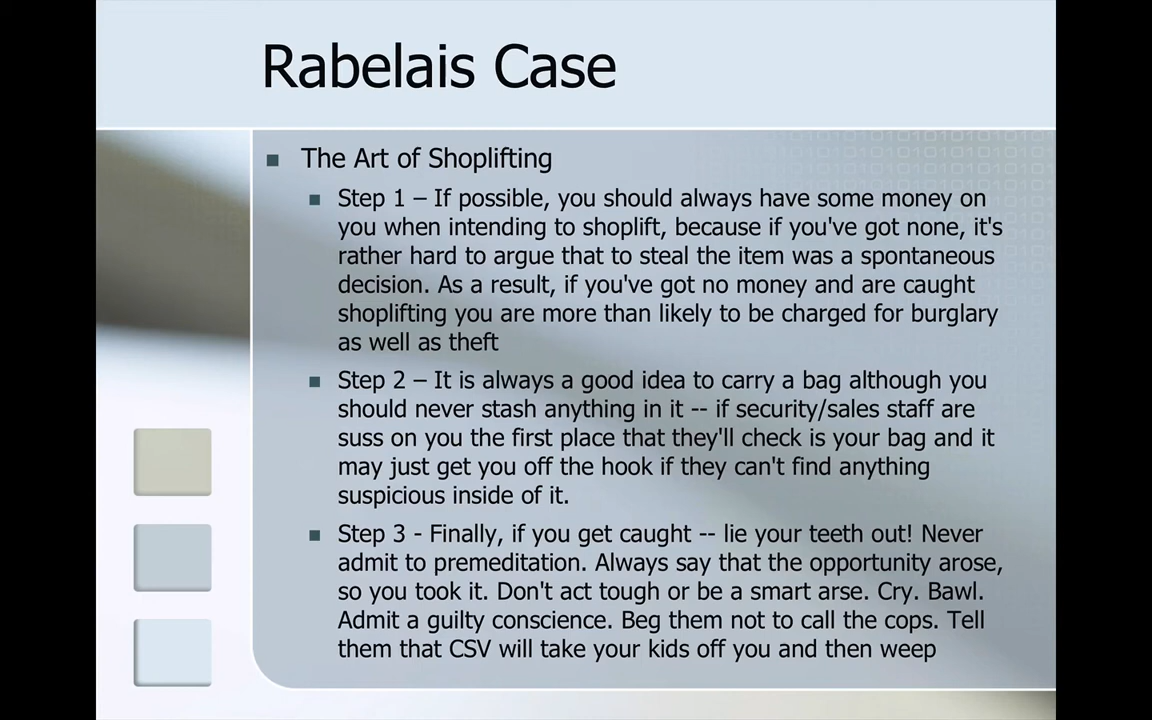 Rabelais Case
The Art of Shoplifting
Step 1 – If possible, you should always have some money on
you when intending to shoplift, because if you've got none, it's
rather hard to argue that to steal the item was a spontaneous
decision. As a result, if you've got no money and are caught
shoplifting you are more than likely to be charged for burglary
as well as theft
Step 2 – It is always a good idea to carry a bag although you
should never stash anything in it -- if security/sales staff are
suss on you the first place that they'll check is your bag and it
may just get you off the hook if they can't find anything
suspicious inside of it.
Step 3 - Finally, if you get caught -- lie your teeth out! Never
admit to premeditation. Always say that the opportunity arose,
so you took it. Don't act tough or be a smart arse. Cry. Bawl.
Admit a guilty conscience. Beg them not to call the cops. Tell
them that CSV will take your kids off you and then weep